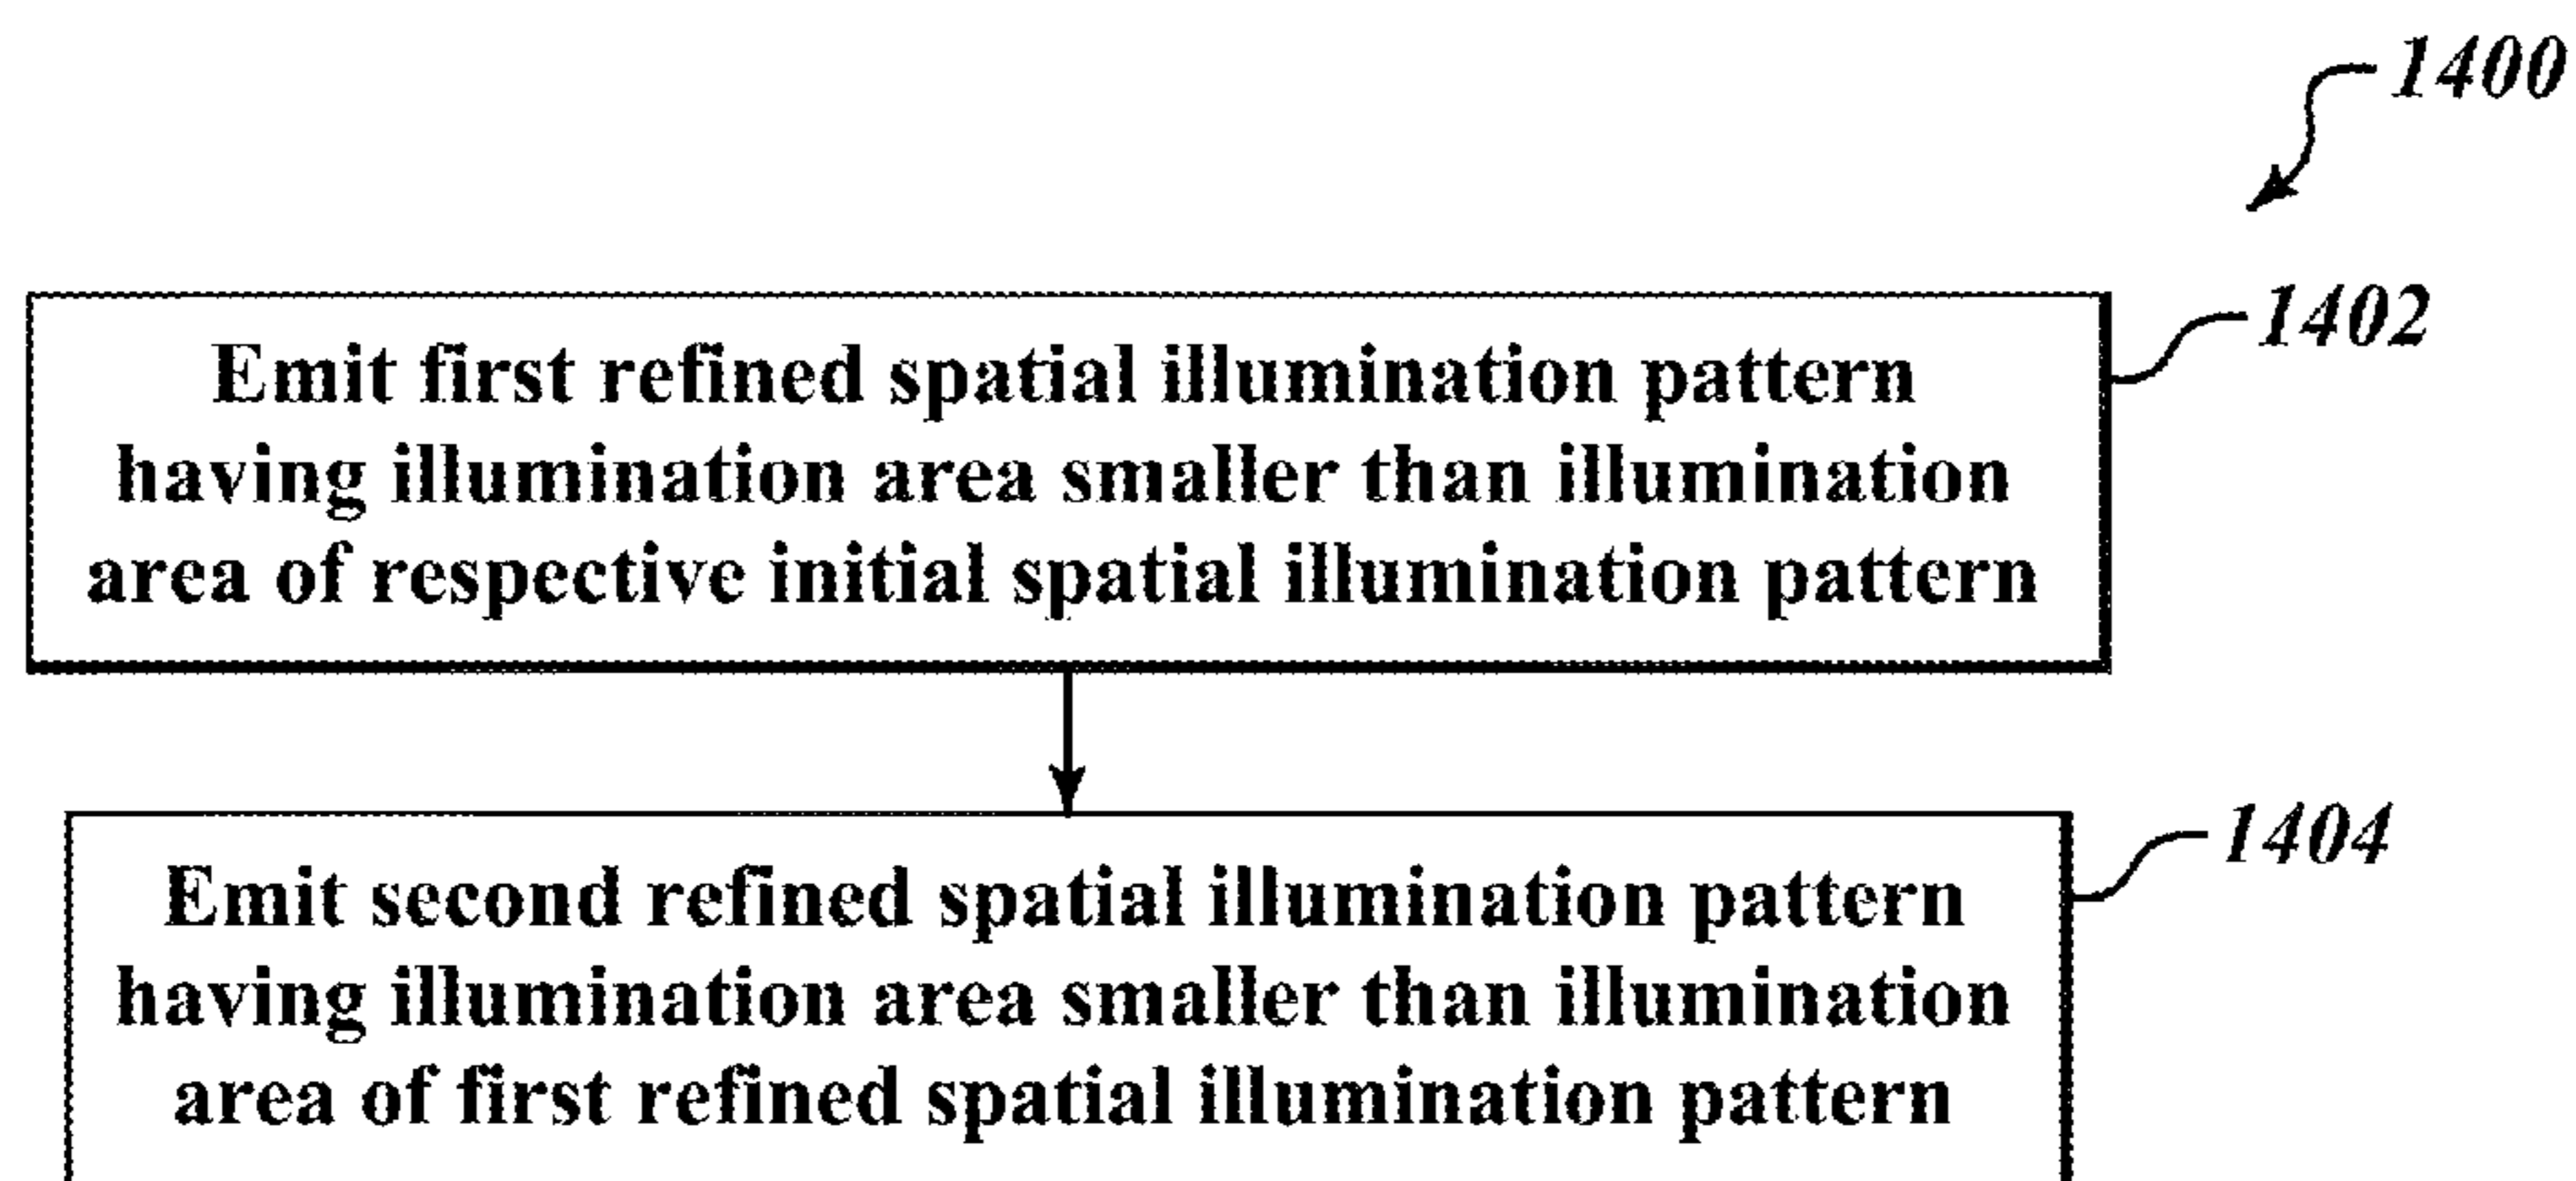 1400
1402
Emit first refined spatial illumination pattern
having illumination area smaller than illumination
area of respective initial spatial illumination pattern
1404
Emit second refined spatial illumination pattern
having illumination area smaller than illumination
area of first refined spatial illumination pattern